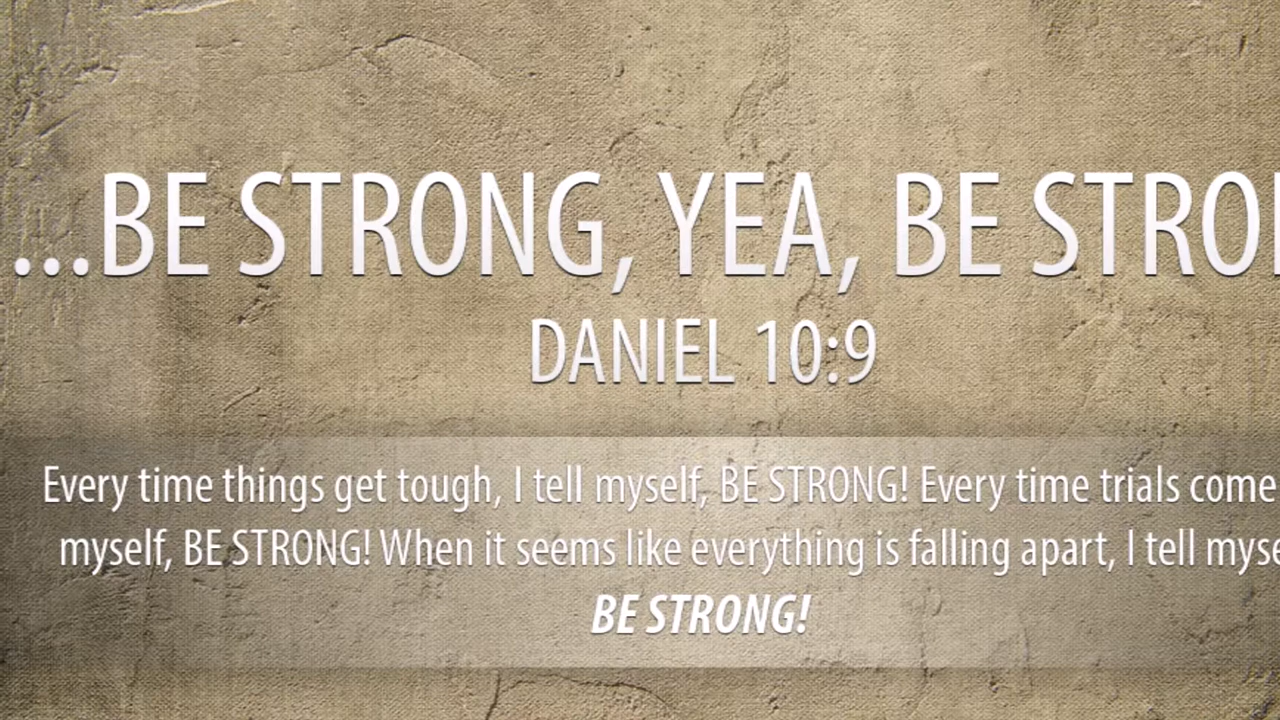 ...BE STRONG, YEA, BE STRO
DANIEL 10:9
Every time things get tough, I tell myself, BE STRONG! Every time trials come
myself, BE STRONG! When it seems like everything is falling apart, I tell myse
BE STRONG!